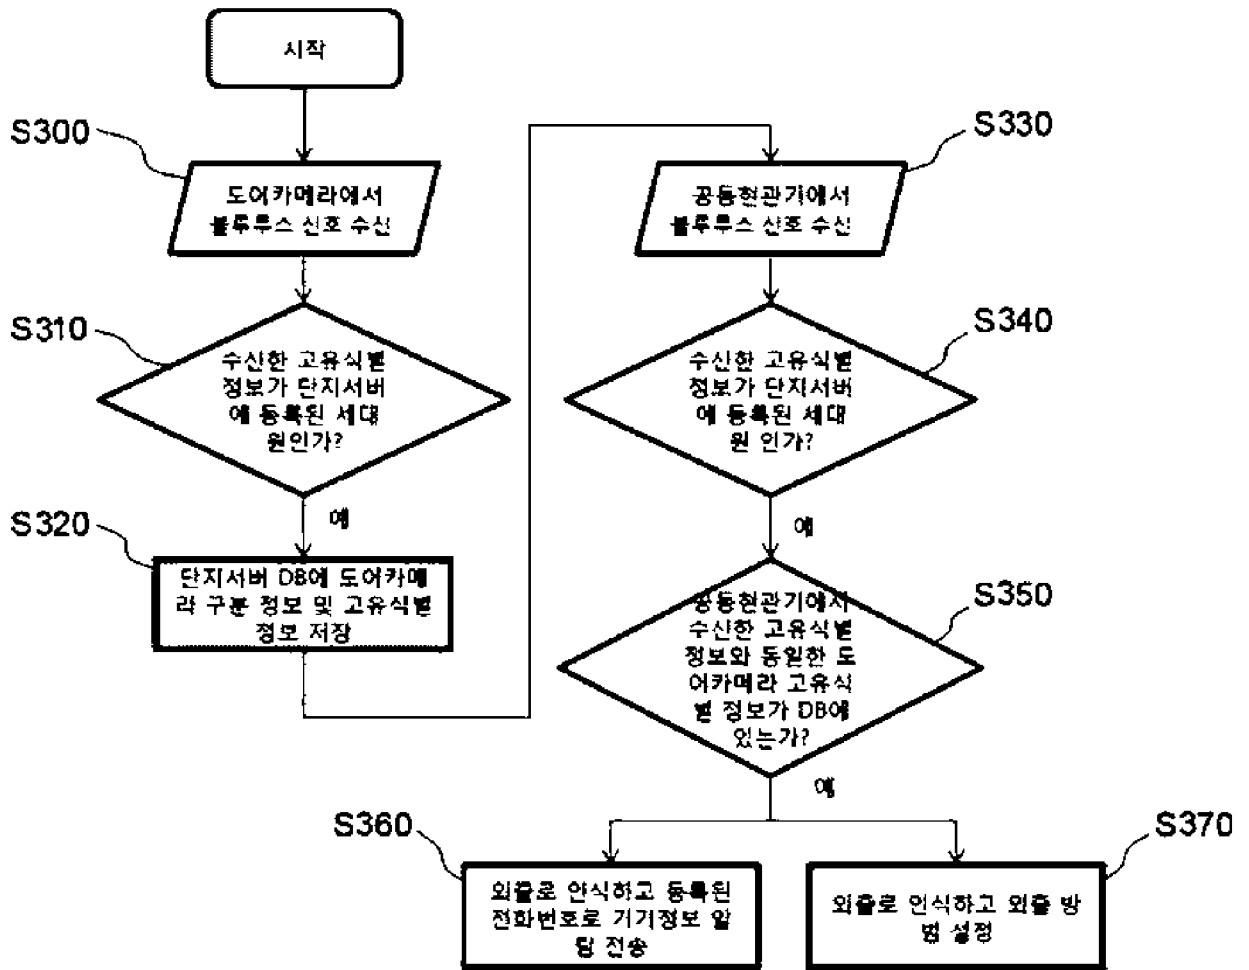 시작
S300
도어카메라에서
블루투스 신호 수신
S310
수신한 고유식별
정보가 단지서버
에 등록된 세대
원인가?
예
S320
단지서버 DB에 도어카메
라 구분 정보 및 고유식별
정보 저장
S330
공동현관기에서
블루투스 신호 수신
S340
수신한 고유식별
정보가 단지서버
에 등록된 세대
원 인가?
예
S350
공동현관기에서
수신한 고유식별
정보와 동일한 도
어카메라 고유식
별 정보가 DB에
있는가?
예
S360
외출로 인식하고 등록된
전화번호로 기기정보 알
람 전송
S370
외출로 인식하고 외출 방
범 설정